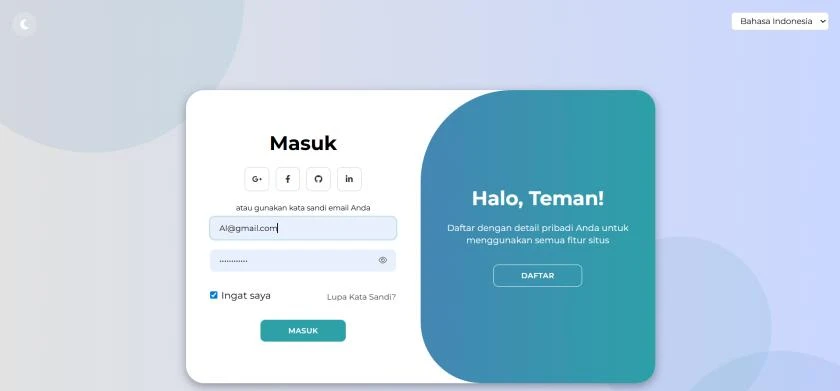 Bahasa Indonesia
Masuk
G+ f in
atau gunakan kata sandi email Anda
Al@gmail.com
Ingat saya
Lupa Kata Sandi?
MASUK
Halo, Teman!
Daftar dengan detail pribadi Anda untuk
menggunakan semua fitur situs
DAFTAR